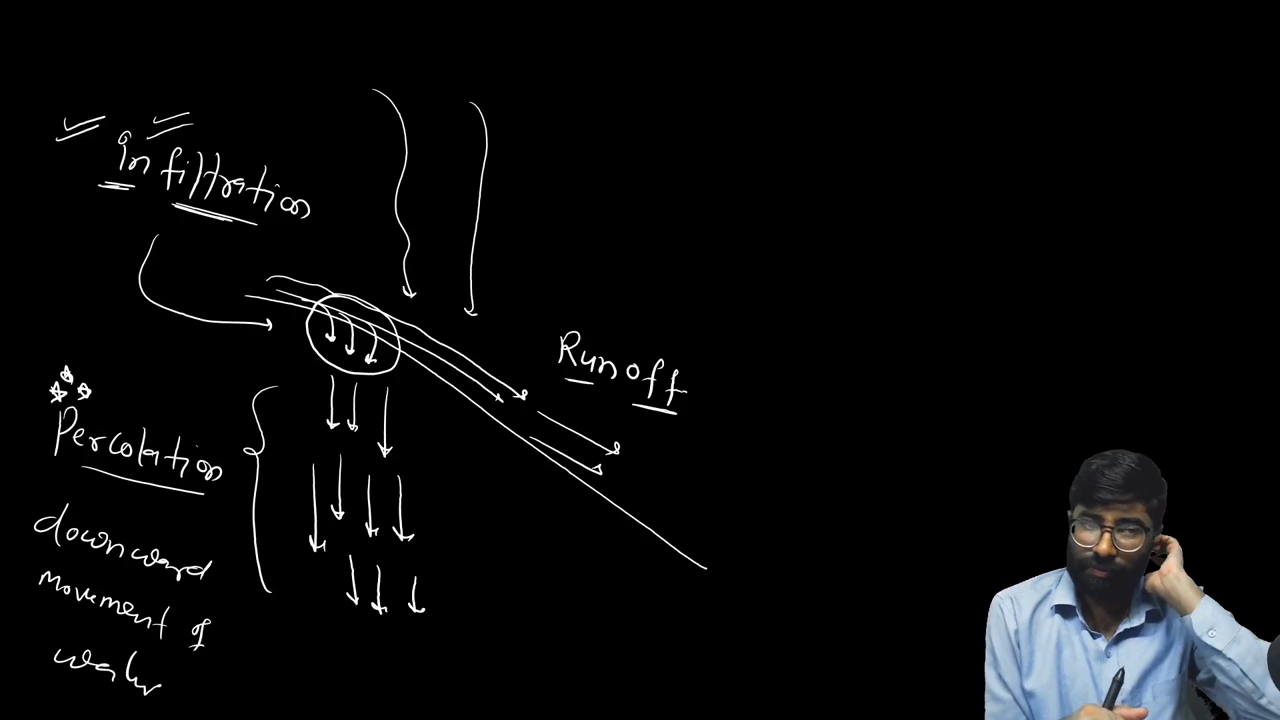 infiltration
Runoff
Percolation
downward
movement of
water